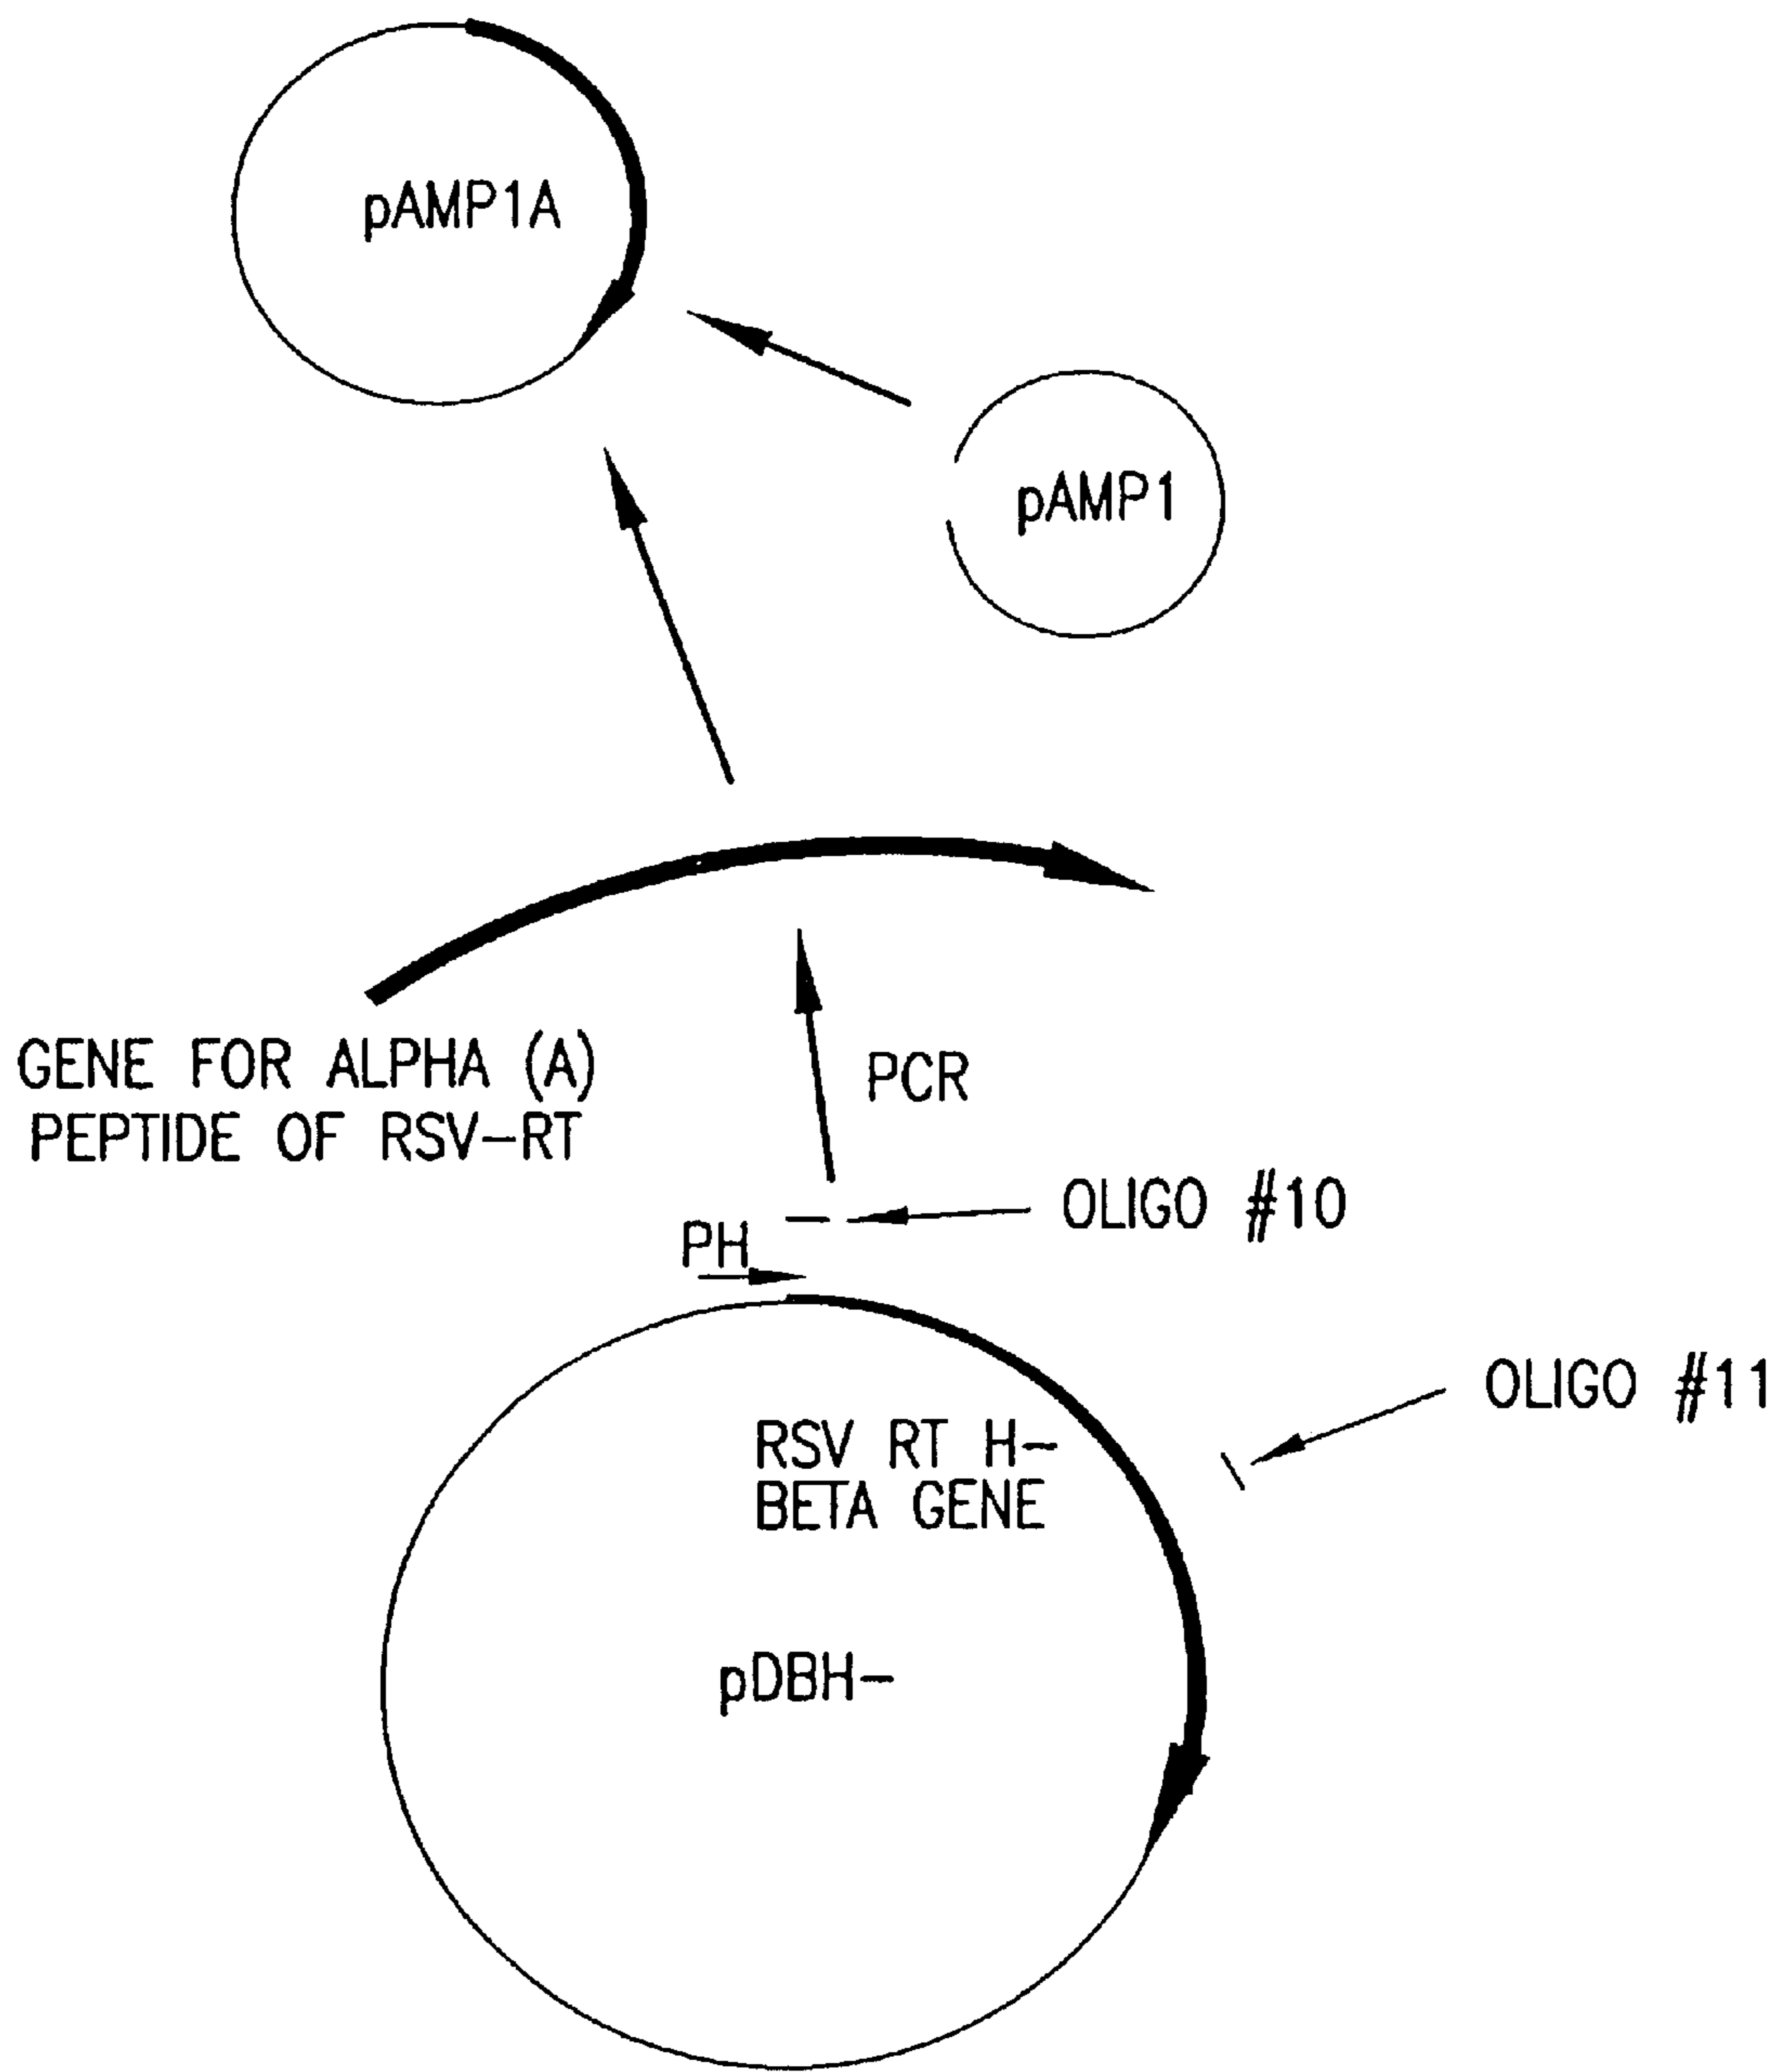 pAMP1A
pAMP1
GENE FOR ALPHA (A)
PEPTIDE OF RSV-RT
PCR
OLIGO #10
PH
OLIGO #11
RSV RT H-
BETA GENE
pDBH-